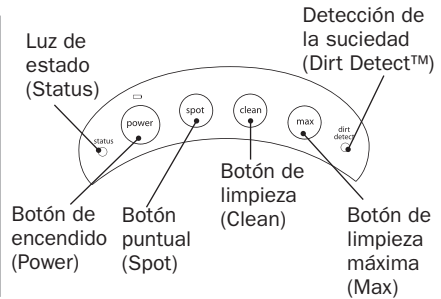 Luz de
estado
(Status)
Detección de
la suciedad
(Dirt Detect™)
status
power
spot
clean
max
dirt
detect
Botón de
encendido
(Power)
Botón
puntual
(Spot)
Botón de
limpieza
(Clean)
Botón de
limpieza
máxima
(Max)